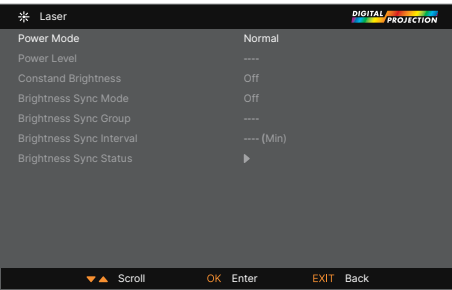 Laser
DIGITAL
PROJECTION
Power Mode Normal
Power Level ----
Constand Brightness Off
Brightness Sync Mode Off
Brightness Sync Group ----
Brightness Sync Interval ---- (Min)
Brightness Sync Status
Scroll OK Enter EXIT Back